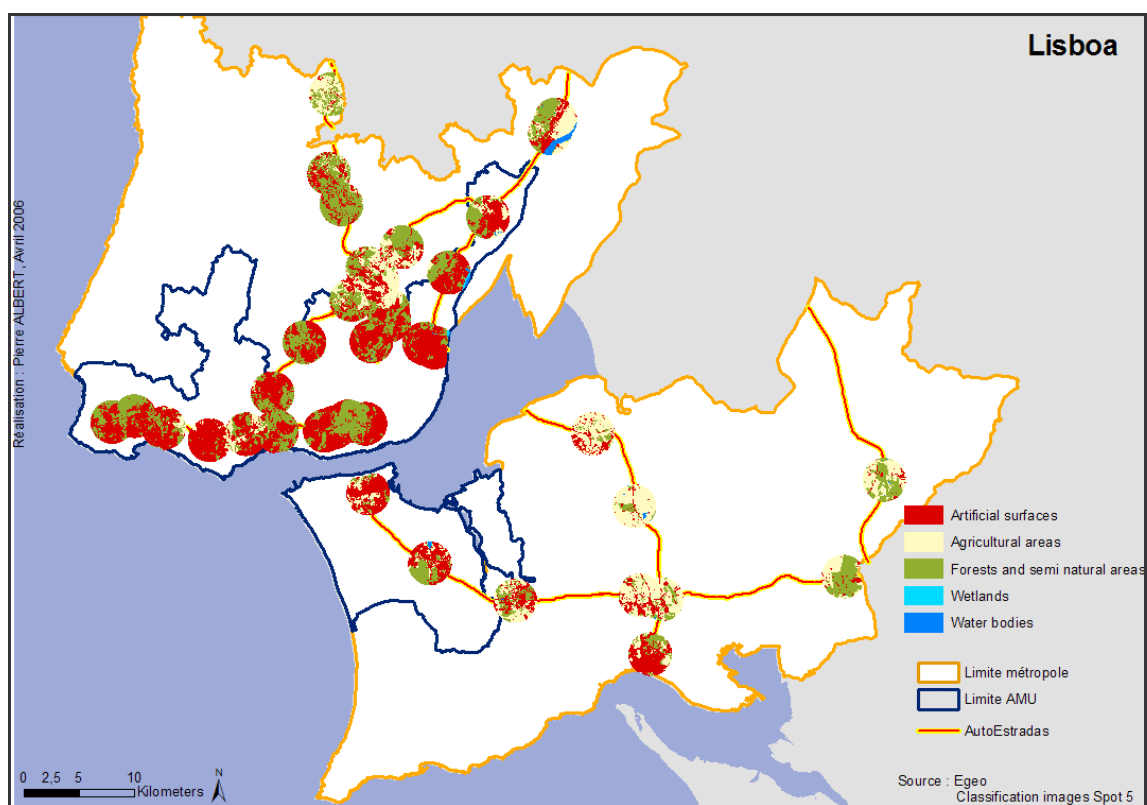 Lisboa
Réalisation : Pierre ALBERT, Avril 2006
Artificial surfaces
Agricultural areas
Forests and semi natural areas
Wetlands
Water bodies
Limite métropole
Limite AMU
AutoEstradas
0 2,5 5 10
Kilometers
N
Source : Egeo
Classification images Spot 5